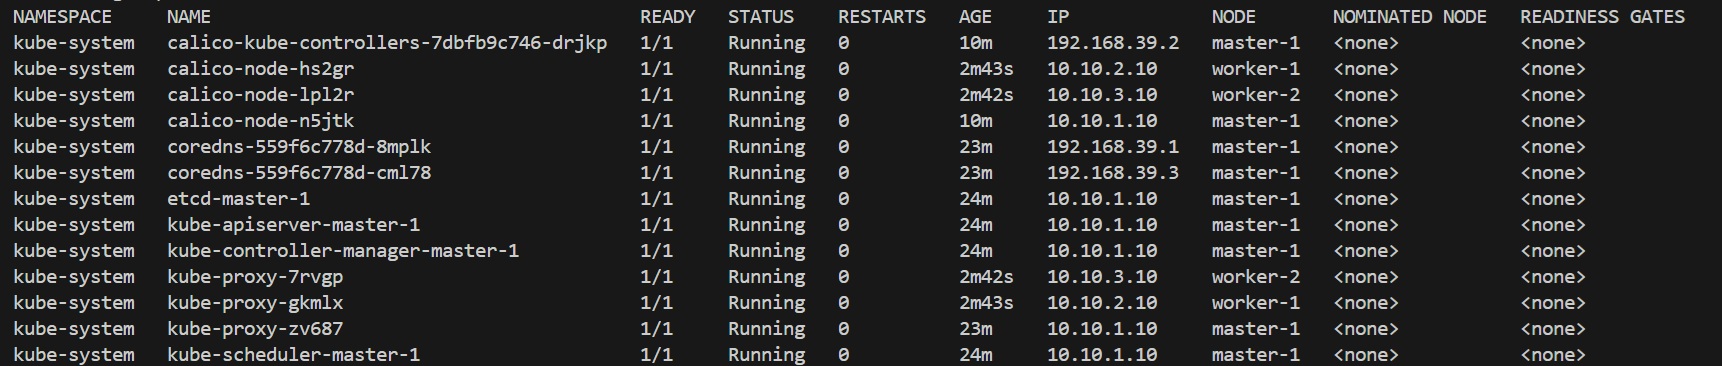 NAMESPACE NAME READY STATUS RESTARTS AGE IP NODE NOMINATED NODE READINESS GATES
kube-system calico-kube-controllers-7dbfb9c746-drjkp 1/1 Running 0 10m 192.168.39.2 master-1 <none> <none>
kube-system calico-node-hs2gr 1/1 Running 0 2m43s 10.10.2.10 worker-1 <none> <none>
kube-system calico-node-lpl2r 1/1 Running 0 2m42s 10.10.3.10 worker-2 <none> <none>
kube-system calico-node-n5jtk 1/1 Running 0 10m 10.10.1.10 master-1 <none> <none>
kube-system coredns-559f6c778d-8mplk 1/1 Running 0 23m 192.168.39.1 master-1 <none> <none>
kube-system coredns-559f6c778d-cml78 1/1 Running 0 23m 192.168.39.3 master-1 <none> <none>
kube-system etcd-master-1 1/1 Running 0 24m 10.10.1.10 master-1 <none> <none>
kube-system kube-apiserver-master-1 1/1 Running 0 24m 10.10.1.10 master-1 <none> <none>
kube-system kube-controller-manager-master-1 1/1 Running 0 24m 10.10.1.10 master-1 <none> <none>
kube-system kube-proxy-7rvgp 1/1 Running 0 2m42s 10.10.3.10 worker-2 <none> <none>
kube-system kube-proxy-gkmlx 1/1 Running 0 2m43s 10.10.2.10 worker-1 <none> <none>
kube-system kube-proxy-zv687 1/1 Running 0 23m 10.10.1.10 master-1 <none> <none>
kube-system kube-scheduler-master-1 1/1 Running 0 24m 10.10.1.10 master-1 <none> <none>